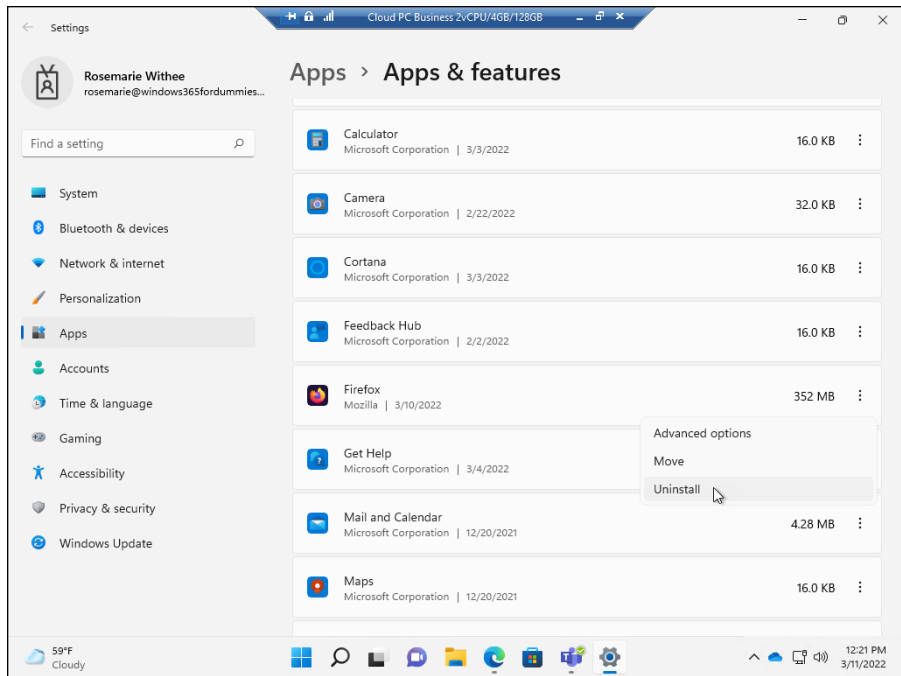 Settings
Cloud PC Business 2vCPU/4GB/128GB
Rosemarie Withee
rosemarie@windows365fordummies...
Find a setting
System
Bluetooth & devices
Network & internet
Personalization
Apps
Accounts
Time & language
Gaming
Accessibility
Privacy & security
Windows Update
Apps > Apps & features
Calculator
Microsoft Corporation | 3/3/2022
16.0 KB
Camera
Microsoft Corporation | 2/22/2022
32.0 KB
Cortana
Microsoft Corporation | 3/3/2022
16.0 KB
Feedback Hub
Microsoft Corporation | 2/2/2022
16.0 KB
Firefox
Mozilla | 3/10/2022
352 MB
Advanced options
Move
Uninstall
Get Help
Microsoft Corporation | 3/4/2022
Mail and Calendar
Microsoft Corporation | 12/20/2021
4.28 MB
Maps
Microsoft Corporation | 12/20/2021
16.0 KB
59°F
Cloudy
12:21 PM
3/11/2022